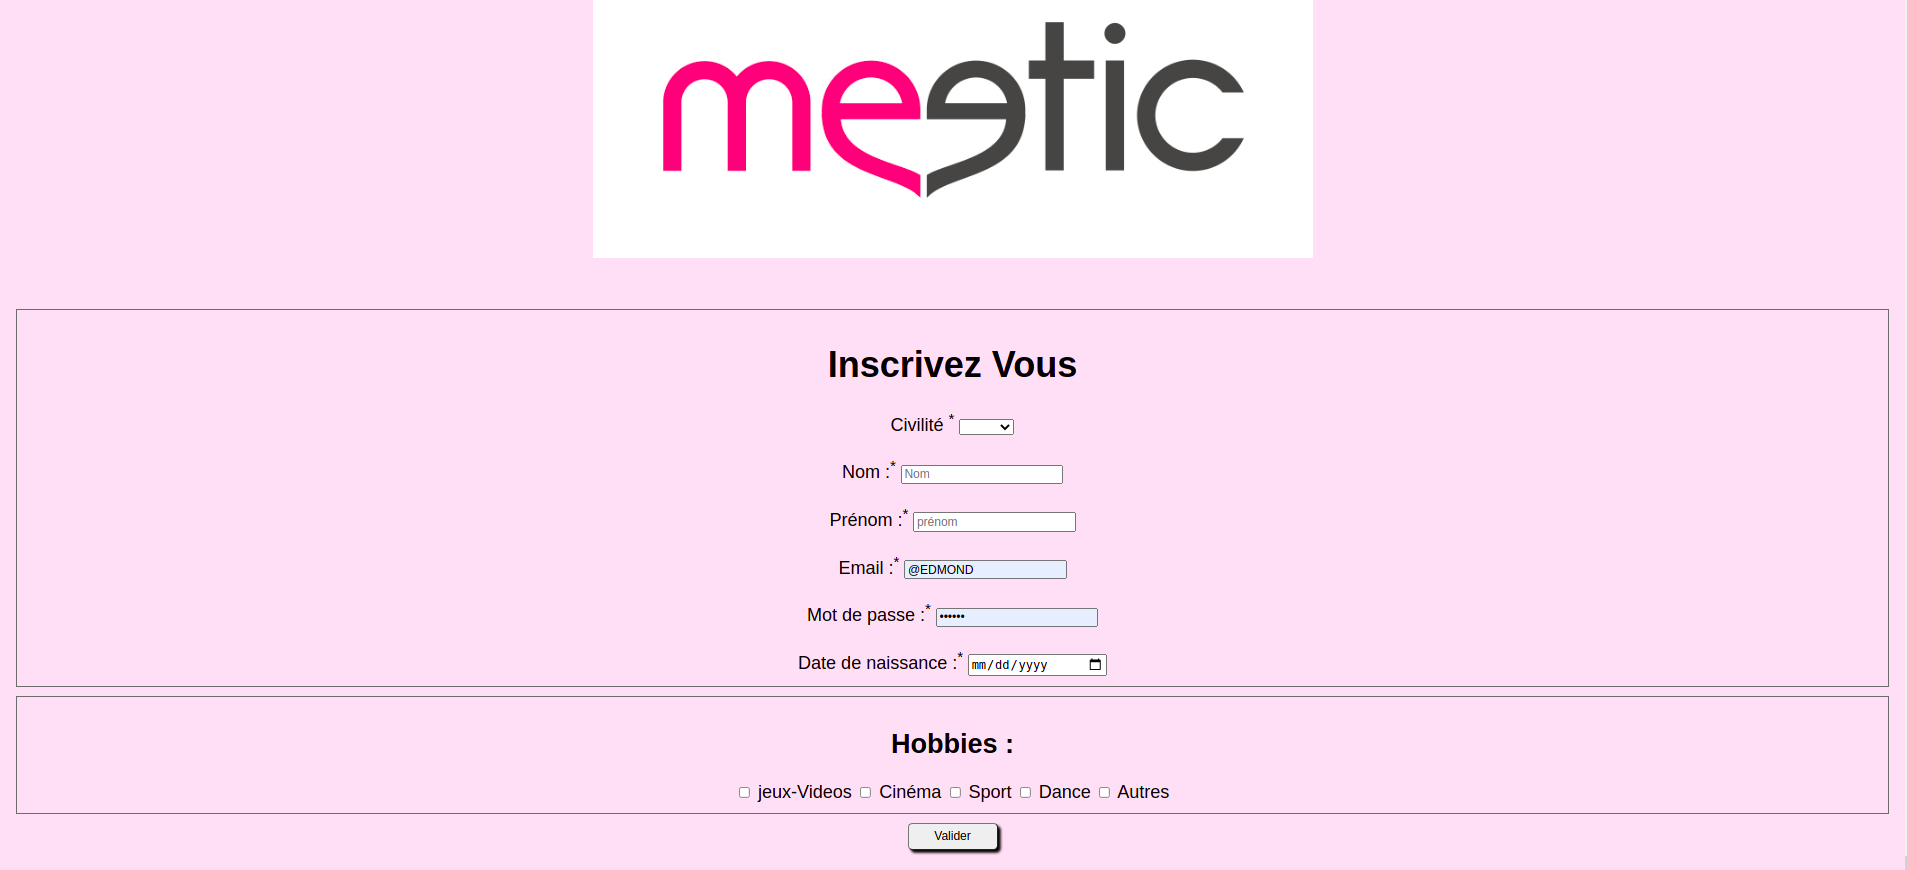 meetic
Inscrivez Vous
Civilité *
Nom :* Nom
Prénom :* prénom
Email :* @EDMOND
Mot de passe :* ••••••
Date de naissance :* mm/dd/yyyy
Hobbies :
jeux-Videos Cinéma Sport Dance Autres
Valider